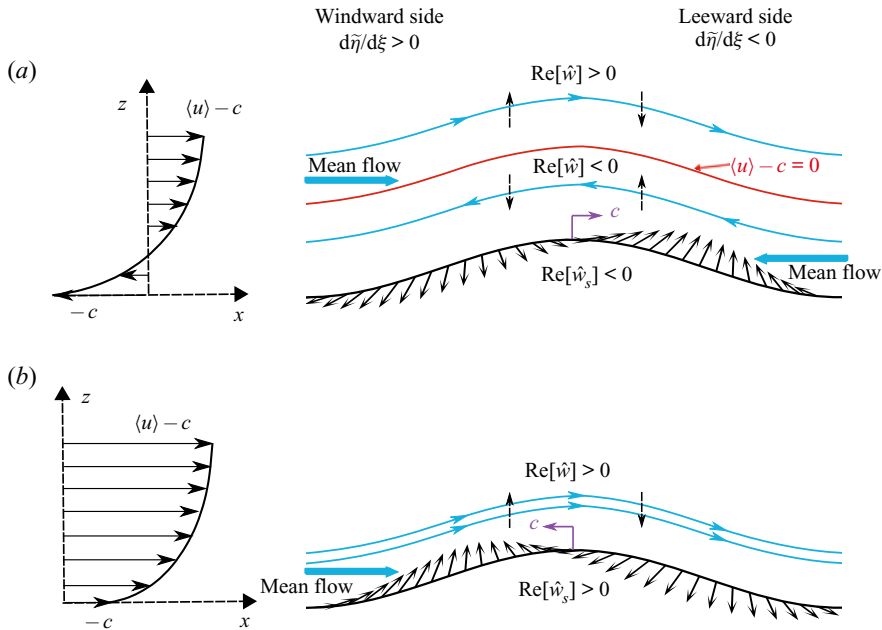 Windward side
dη̃/dξ > 0
Leeward side
dη̃/dξ < 0
(a)
z
⟨u⟩ − c
Re[ŵ] > 0
Mean flow
Re[ŵ] < 0
⟨u⟩ − c = 0
c
Re[ŵₛ] < 0
Mean flow
− c
x
(b)
z
⟨u⟩ − c
Re[ŵ] > 0
c
Mean flow
Re[ŵₛ] > 0
− c
x